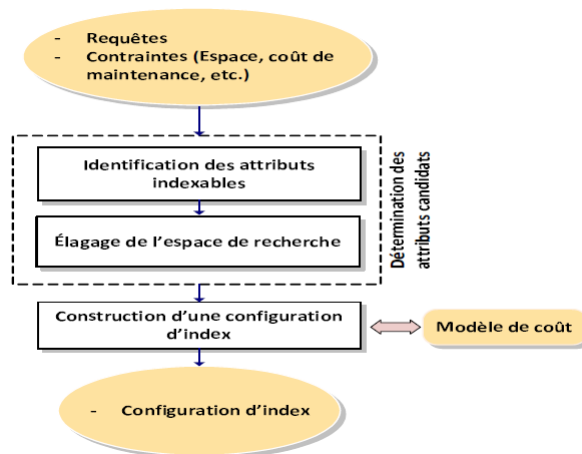 - Requêtes
- Contraintes (Espace, coût de
maintenance, etc.)
Identification des attributs
indexables
Élagage de l'espace de recherche
Détermination des
attributs candidats
Construction d'une configuration
d'index
Modèle de coût
- Configuration d'index